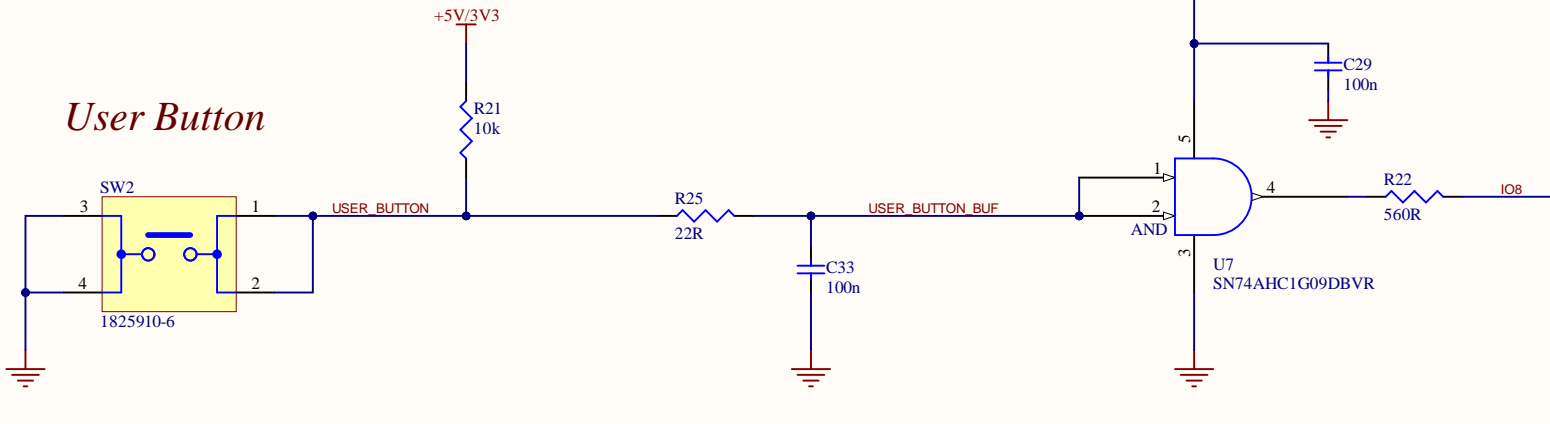 +5V/3V3
User Button
R21
10k
C29
100n
5
SW2
3
1
USER_BUTTON
R25
22R
USER_BUTTON_BUF
1
2
AND
4
R22
560R
IO8
4
2
1825910-6
C33
100n
3
U7
SN74AHC1G09DBVR